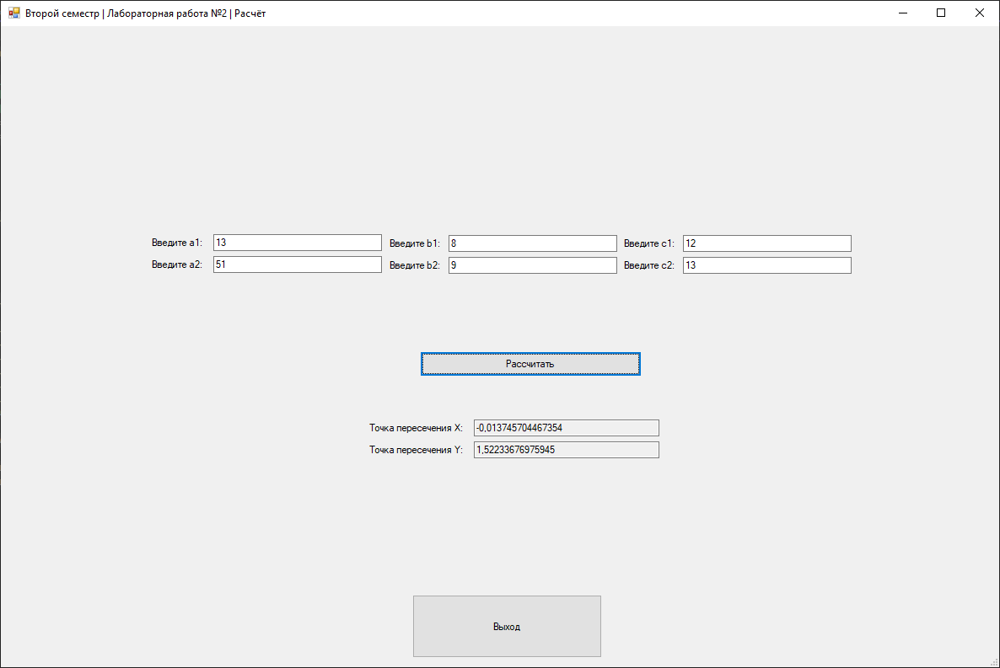 Второй семестр | Лабораторная работа №2 | Расчёт
Введите a1: 13 Введите b1: 8 Введите c1: 12
Введите a2: 51 Введите b2: 9 Введите c2: 13
Рассчитать
Точка пересечения X: -0,013745704467354
Точка пересечения Y: 1,52233676975945
Выход